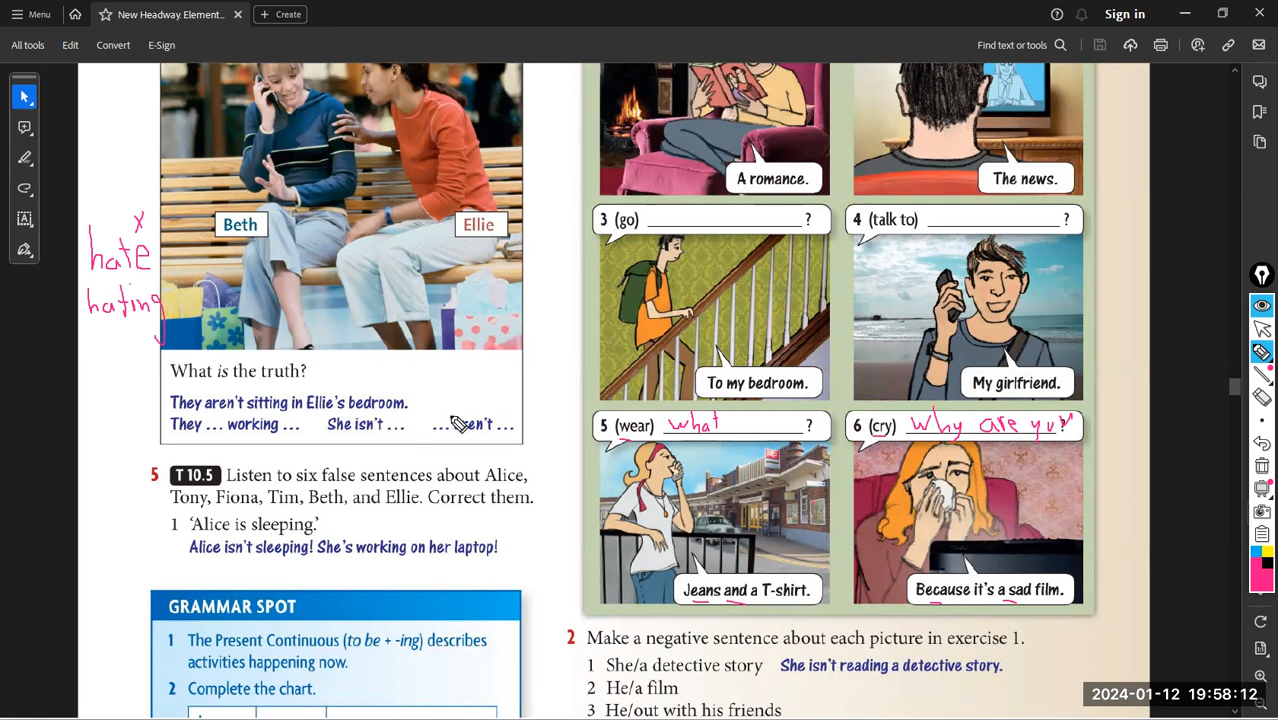 Menu
New Headway. Element...
Create
Sign in
All tools
Edit
Convert
E-Sign
Find text or tools
Beth
Ellie
hate
x
hating
What is the truth?
They aren't sitting in Ellie's bedroom.
They ... working ... She isn't ... ... aren't ...
5 T 10.5 Listen to six false sentences about Alice,
Tony, Fiona, Tim, Beth, and Ellie. Correct them.
1 'Alice is sleeping.'
Alice isn't sleeping! She's working on her laptop!
GRAMMAR SPOT
1 The Present Continuous (to be + -ing) describes
activities happening now.
2 Complete the chart.
A romance.
The news.
3 (go) ?
4 (talk to) ?
To my bedroom.
My girlfriend.
5 (wear) what ?
6 (cry) why are you ?
Jeans and a T-shirt.
Because it's a sad film.
2 Make a negative sentence about each picture in exercise 1.
1 She/a detective story She isn't reading a detective story.
2 He/a film
3 He/out with his friends
2024-01-12 19:58:12